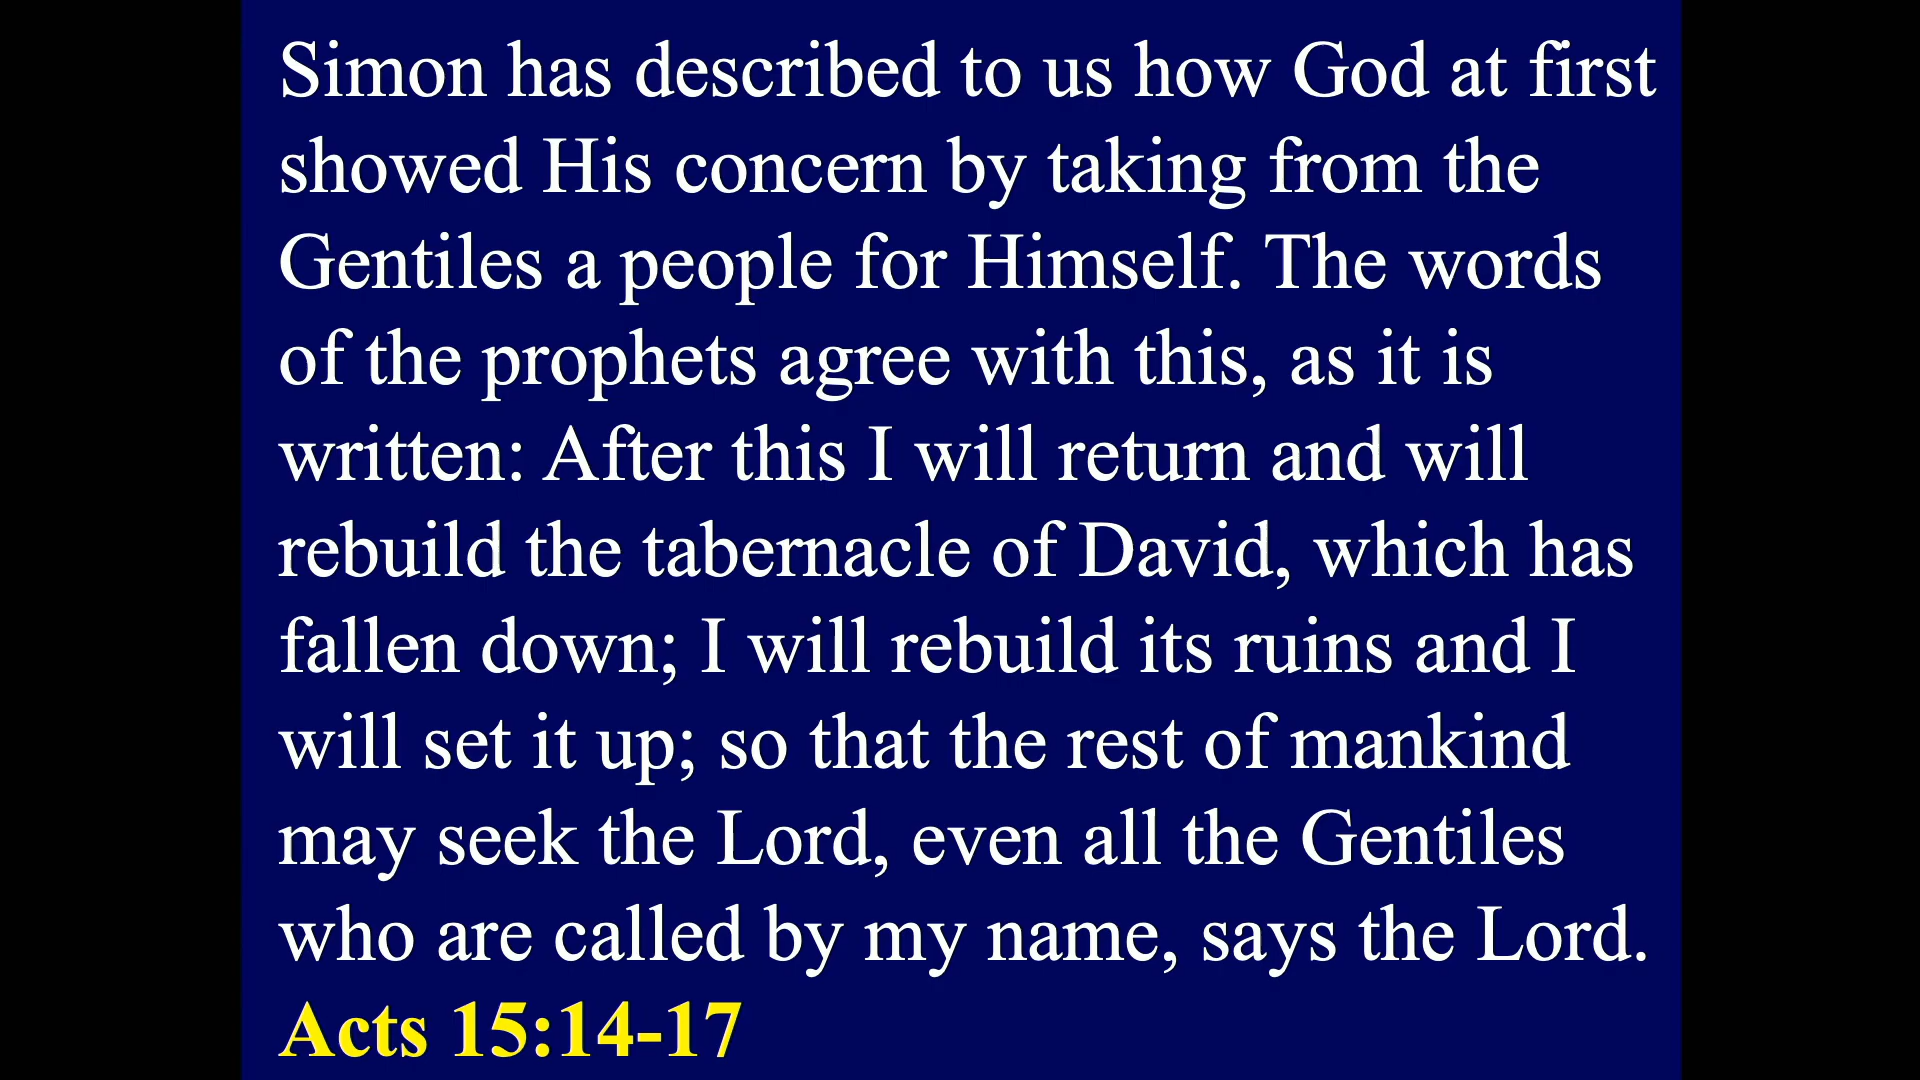 Simon has described to us how God at first
showed His concern by taking from the
Gentiles a people for Himself. The words
of the prophets agree with this, as it is
written: After this I will return and will
rebuild the tabernacle of David, which has
fallen down; I will rebuild its ruins and I
will set it up; so that the rest of mankind
may seek the Lord, even all the Gentiles
who are called by my name, says the Lord.
Acts 15:14-17